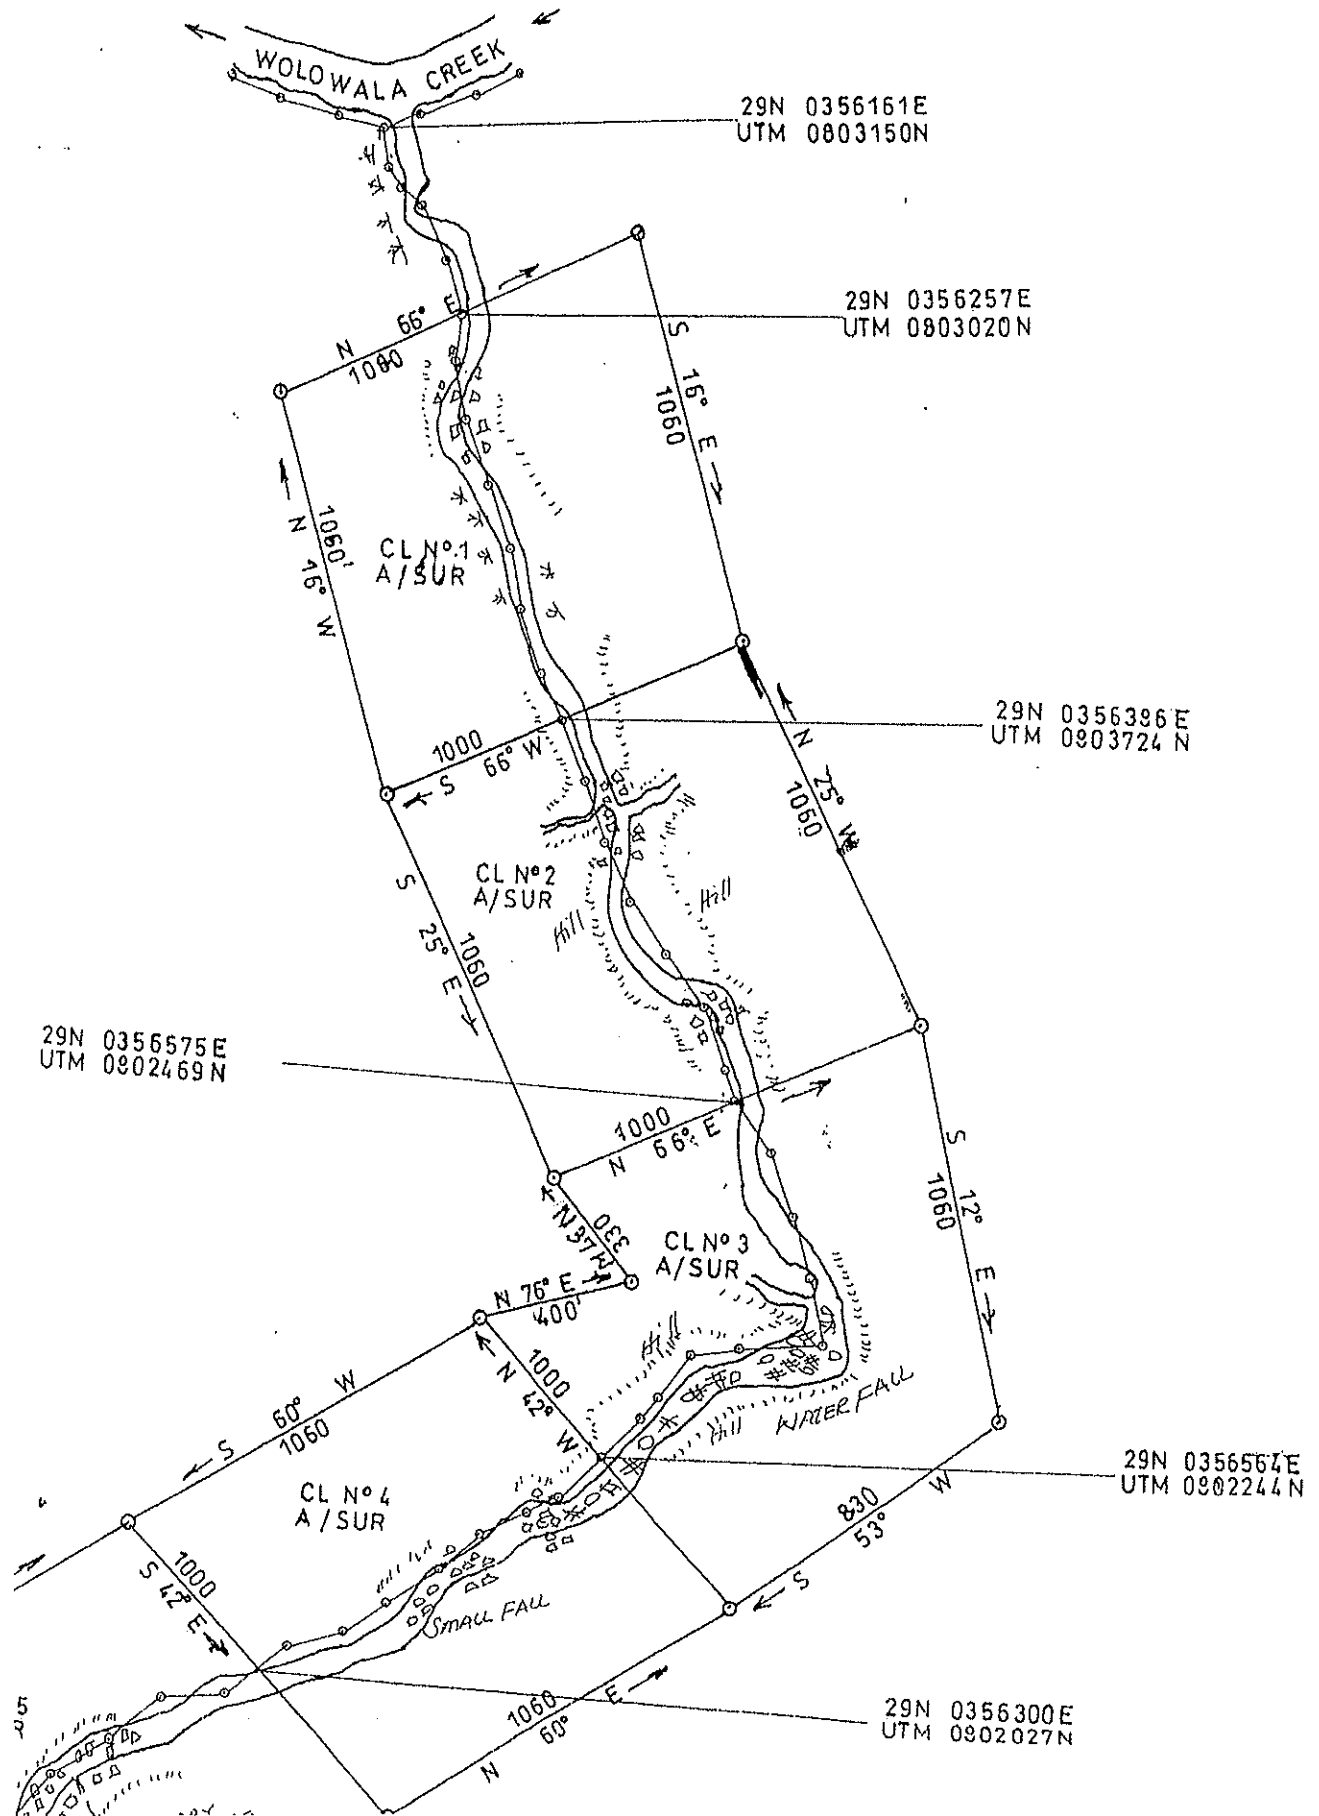 WOLOWALA CREEK
29N 0356161E
UTM 0803150N
29N 0356257E
UTM 0803020N
N 66° E
1000
S 16° E
1060
1060'
N 16° W
CL Nº.1
A/SUR
29N 0356396E
UTM 0803724N
1000
S 66° W
N 25° W
1060
CL Nº2
A/SUR
Hill
Hill
S 25° E
1060
29N 0356575E
UTM 0802469N
1000
N 66° E
S 12° E
1060
N 37 W
330
CL Nº 3
A/SUR
N 76° E
400'
Hill
1000
N 42° W
Hill
WATER FALL
S 60° W
1060
29N 0356564E
UTM 0802244N
CL Nº 4
A/SUR
830
S 53° W
1000
S 42° E
SMALL FALL
1060
N 60° E
29N 0356300E
UTM 0802027N
5